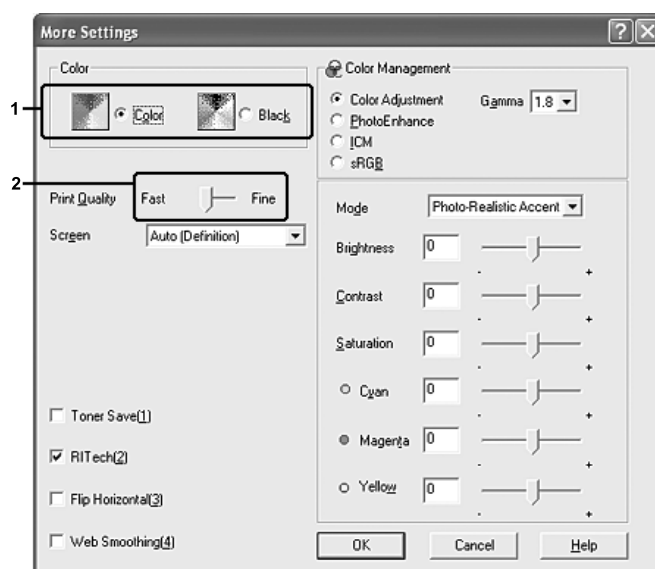 More Settings
Color
1
Color
Black
2
Print Quality
Fast
Fine
Screen
Auto (Definition)
Toner Save(1)
RITech(2)
Flip Horizontal(3)
Web Smoothing(4)
Color Management
Color Adjustment
Gamma
1.8
PhotoEnhance
ICM
sRGB
Mode
Photo-Realistic Accent
Brightness
0
- +
Contrast
0
- +
Saturation
0
- +
Cyan
0
- +
Magenta
0
- +
Yellow
0
- +
OK
Cancel
Help